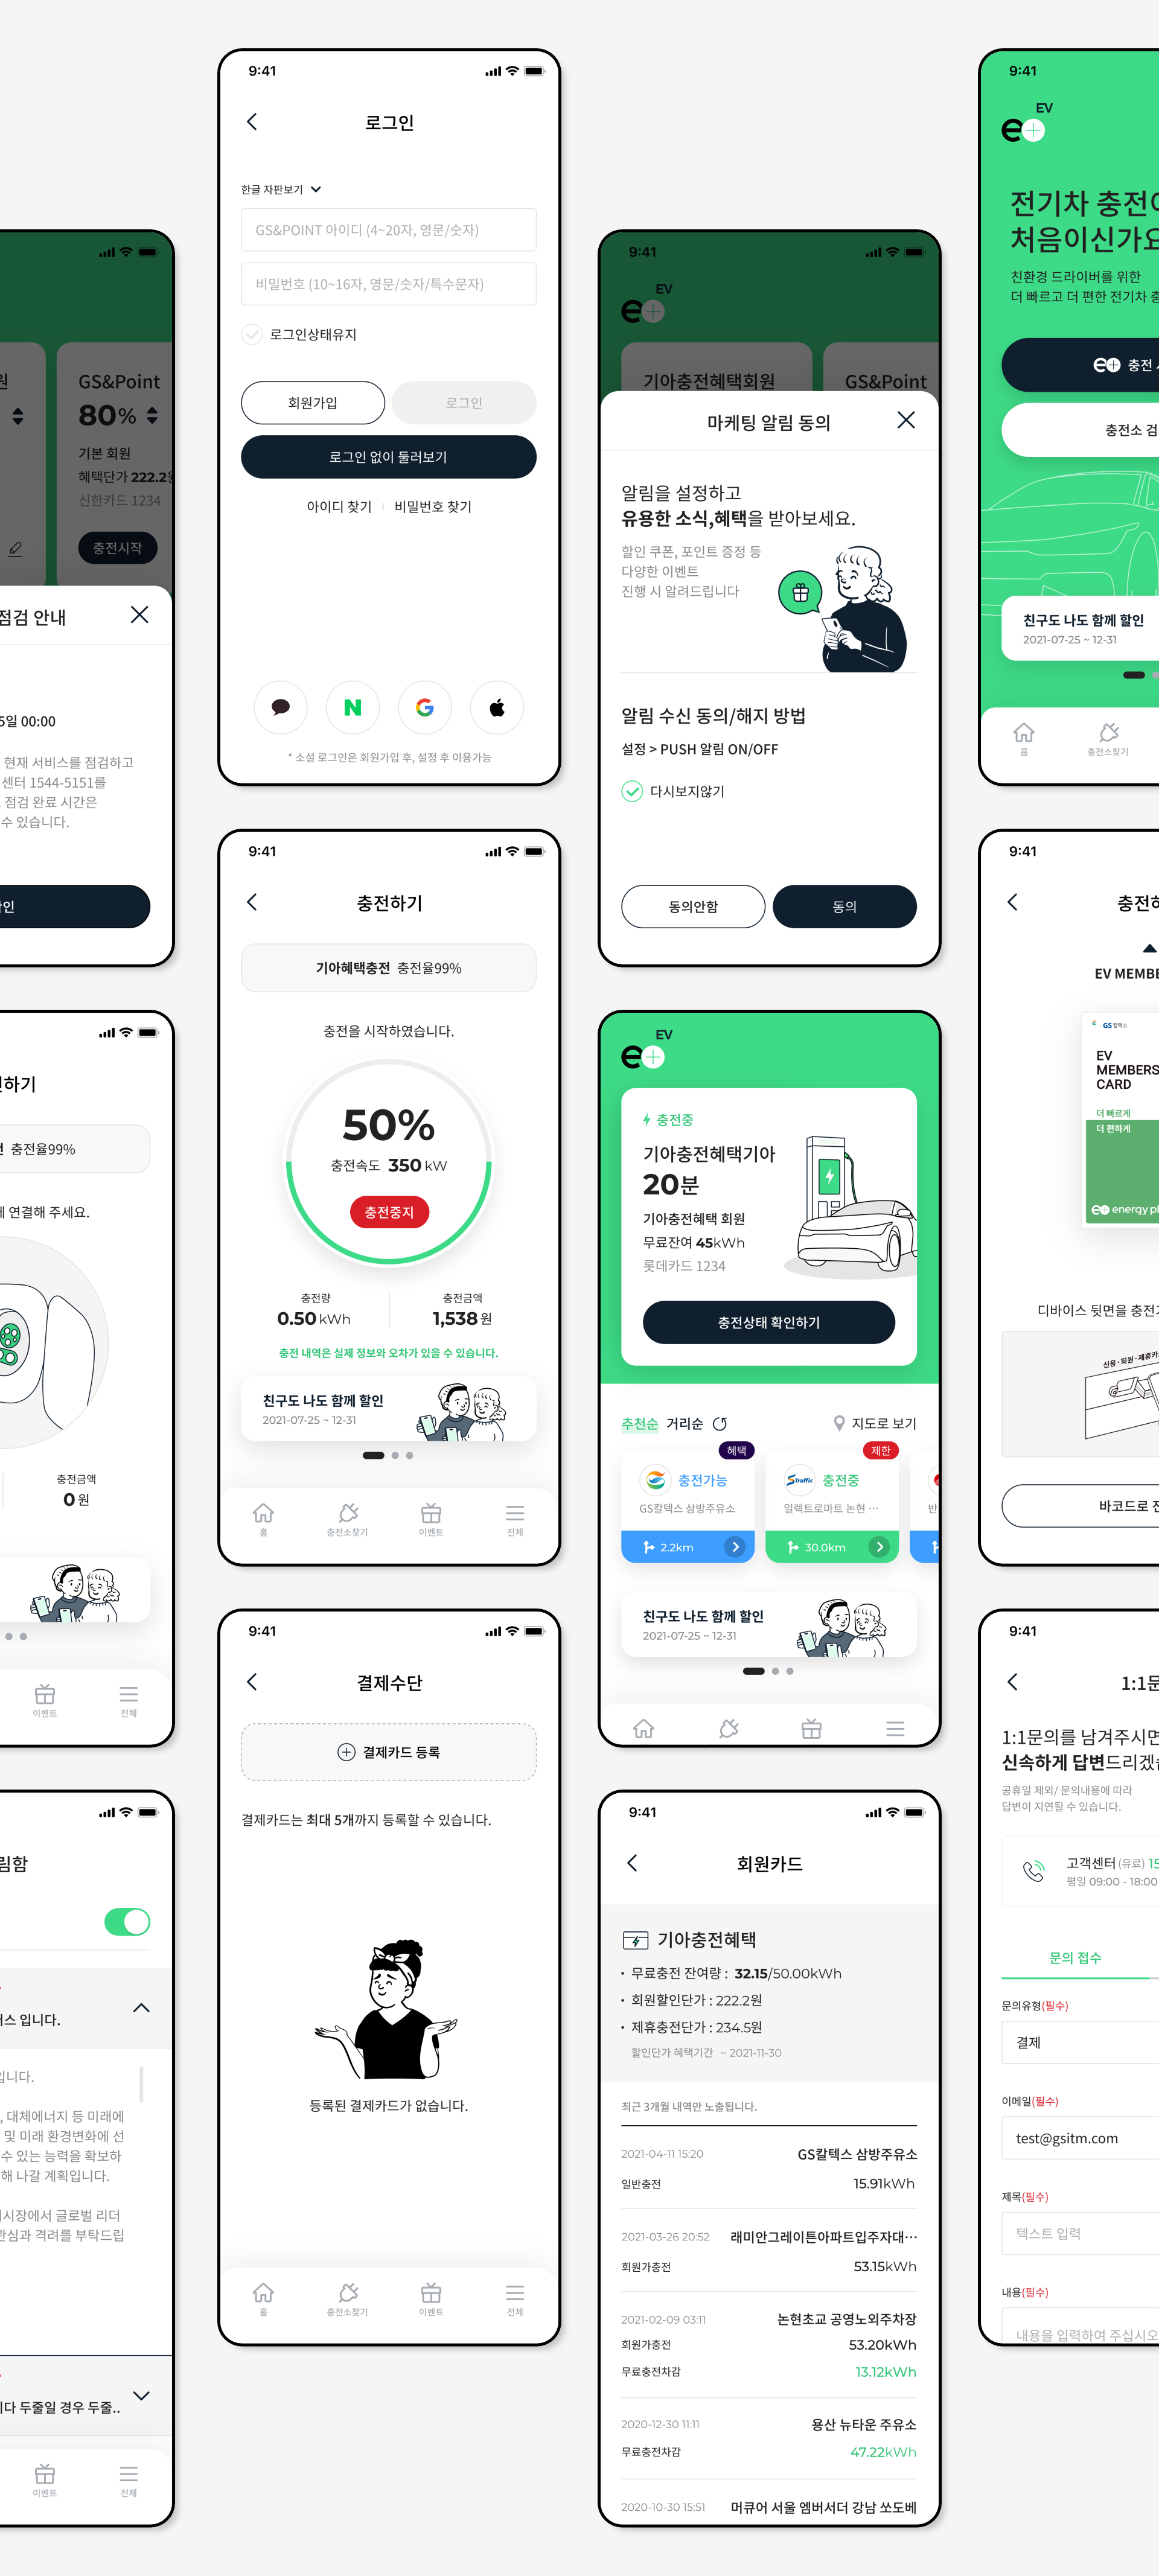 원
GS&Point
80%
기본 회원
혜택단가 222.2원
신한카드 1234
충전시작
점검 안내
5일 00:00
현재 서비스를 점검하고
센터 1544-5151를
점검 완료 시간은
수 있습니다.
확인
전하기
전 충전율99%
에 연결해 주세요.
충전금액
0원
이벤트
전체
림함
버스 입니다.
입니다.
, 대체에너지 등 미래에
및 미래 환경변화에 선
수 있는 능력을 확보하
해 나갈 계획입니다.
시장에서 글로벌 리더
관심과 격려를 부탁드립
니다 두줄일 경우 두줄..
이벤트
전체
9:41
로그인
한글 자판보기
GS&POINT 아이디 (4~20자, 영문/숫자)
비밀번호 (10~16자, 영문/숫자/특수문자)
로그인상태유지
회원가입
로그인
로그인 없이 둘러보기
아이디 찾기
비밀번호 찾기
N
G
* 소셜 로그인은 회원가입 후, 설정 후 이용가능
9:41
충전하기
기아혜택충전 충전율99%
충전을 시작하였습니다.
50%
충전속도 350 kW
충전중지
충전량
0.50 kWh
충전금액
1,538 원
충전 내역은 실제 정보와 오차가 있을 수 있습니다.
친구도 나도 함께 할인
2021-07-25 ~ 12-31
홈
충전소찾기
이벤트
전체
9:41
결제수단
결제카드 등록
결제카드는 최대 5개까지 등록할 수 있습니다.
등록된 결제카드가 없습니다.
홈
충전소찾기
이벤트
전체
9:41
EV
e+
기아충전혜택회원
GS&Point
마케팅 알림 동의
알림을 설정하고
유용한 소식,혜택을 받아보세요.
할인 쿠폰, 포인트 증정 등
다양한 이벤트
진행 시 알려드립니다
알림 수신 동의/해지 방법
설정 > PUSH 알림 ON/OFF
다시보지않기
동의안함
동의
EV
e+
충전중
기아충전혜택기아
20분
기아충전혜택 회원
무료잔여 45kWh
롯데카드 1234
충전상태 확인하기
추천순
거리순
지도로 보기
혜택
충전가능
GS칼텍스 삼방주유소
2.2km
제한
STraffic
충전중
일렉트로마트 논현 ···
30.0km
반
친구도 나도 함께 할인
2021-07-25 ~ 12-31
9:41
회원카드
기아충전혜택
• 무료충전 잔여량 : 32.15/50.00kWh
• 회원할인단가 : 222.2원
• 제휴충전단가 : 234.5원
할인단가 혜택기간 ~ 2021-11-30
최근 3개월 내역만 노출됩니다.
2021-04-11 15:20
GS칼텍스 삼방주유소
일반충전
15.91kWh
2021-03-26 20:52
래미안그레이튼아파트입주자대···
회원가충전
53.15kWh
2021-02-09 03:11
논현초교 공영노외주차장
회원가충전
53.20kWh
무료충전차감
13.12kWh
2020-12-30 11:11
용산 뉴타운 주유소
무료충전차감
47.22kWh
2020-10-30 15:51
머큐어 서울 엠버서더 강남 쏘도베
9:41
EV
e+
전기차 충전이
처음이신가요
친환경 드라이버를 위한
더 빠르고 더 편한 전기차 충
e+ 충전 서
충전소 검
친구도 나도 함께 할인
2021-07-25 ~ 12-31
홈
충전소찾기
9:41
충전하
EV MEMBE
GS 칼텍스
EV
MEMBERS
CARD
더 빠르게
더 편하게
e+ energy pl
디바이스 뒷면을 충전기
신용·회원·제휴카
바코드로 전
9:41
1:1문
1:1문의를 남겨주시면
신속하게 답변드리겠습
공휴일 제외/ 문의내용에 따라
답변이 지연될 수 있습니다.
고객센터 (유료) 15
평일 09:00 - 18:00
문의 접수
문의유형(필수)
결제
이메일(필수)
test@gsitm.com
제목(필수)
텍스트 입력
내용(필수)
내용을 입력하여 주십시오